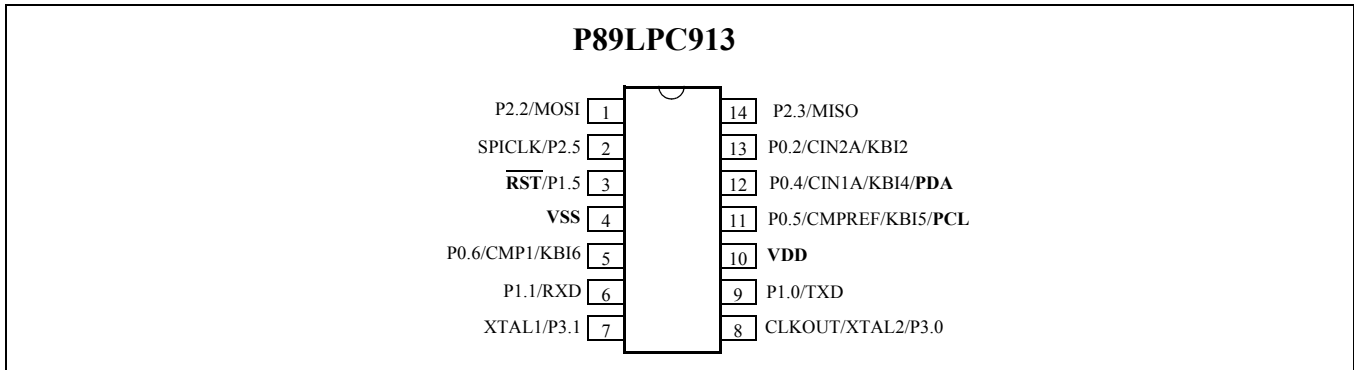 P89LPC913
P2.2/MOSI 1 14 P2.3/MISO
SPICLK/P2.5 2 13 P0.2/CIN2A/KBI2
RST/P1.5 3 12 P0.4/CIN1A/KBI4/PDA
VSS 4 11 P0.5/CMPREF/KBI5/PCL
P0.6/CMP1/KBI6 5 10 VDD
P1.1/RXD 6 9 P1.0/TXD
XTAL1/P3.1 7 8 CLKOUT/XTAL2/P3.0